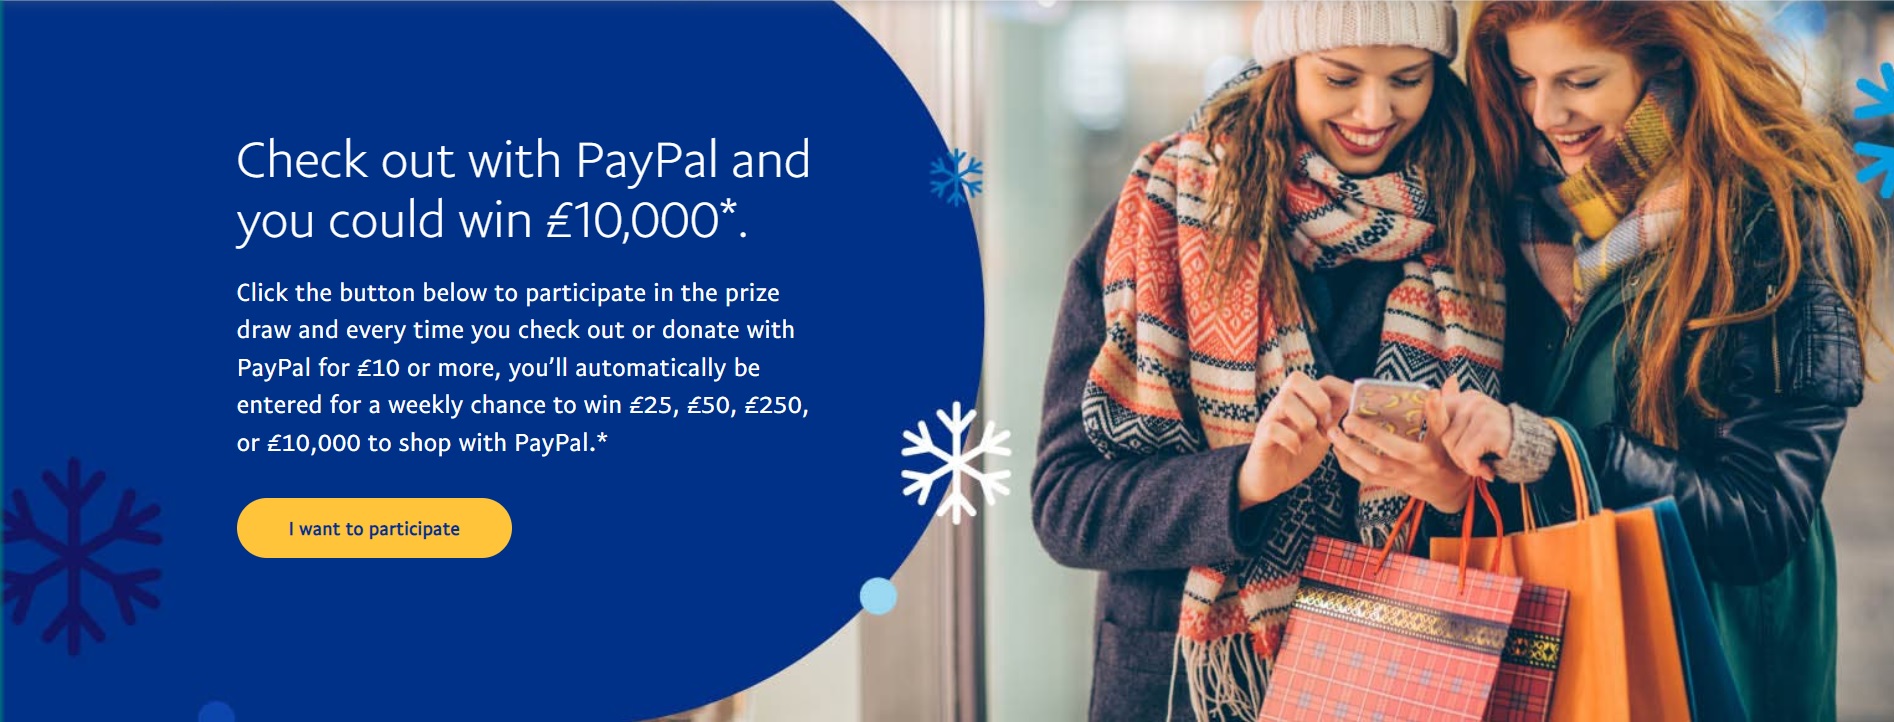 Check out with PayPal and
you could win £10,000*.
Click the button below to participate in the prize
draw and every time you check out or donate with
PayPal for £10 or more, you’ll automatically be
entered for a weekly chance to win £25, £50, £250,
or £10,000 to shop with PayPal.*
I want to participate